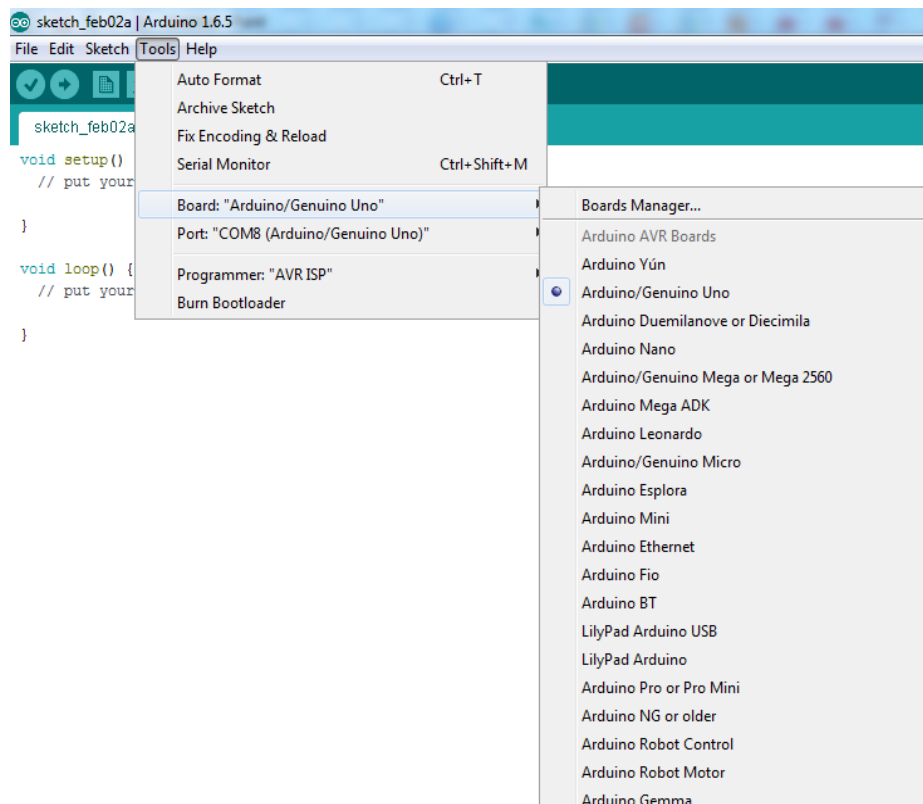 sketch_feb02a | Arduino 1.6.5
File Edit Sketch Tools Help
Auto Format Ctrl+T
Archive Sketch
sketch_feb02a
Fix Encoding & Reload
void setup()
Serial Monitor Ctrl+Shift+M
// put your
Board: "Arduino/Genuino Uno"
}
Port: "COM8 (Arduino/Genuino Uno)"
void loop() {
Programmer: "AVR ISP"
// put your
Burn Bootloader
}
Boards Manager...
Arduino AVR Boards
Arduino Yún
Arduino/Genuino Uno
Arduino Duemilanove or Diecimila
Arduino Nano
Arduino/Genuino Mega or Mega 2560
Arduino Mega ADK
Arduino Leonardo
Arduino/Genuino Micro
Arduino Esplora
Arduino Mini
Arduino Ethernet
Arduino Fio
Arduino BT
LilyPad Arduino USB
LilyPad Arduino
Arduino Pro or Pro Mini
Arduino NG or older
Arduino Robot Control
Arduino Robot Motor
Arduino Gemma